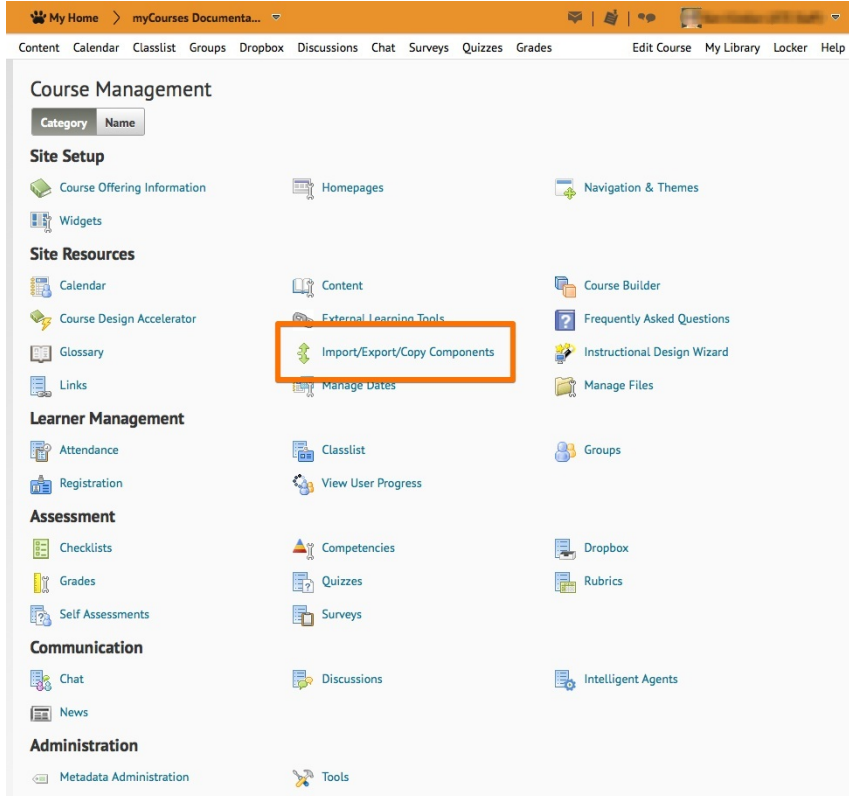 My Home > myCourses Documenta...
Content Calendar Classlist Groups Dropbox Discussions Chat Surveys Quizzes Grades Edit Course My Library Locker Help
Course Management
Category Name
Site Setup
Course Offering Information Homepages Navigation & Themes
Widgets
Site Resources
Calendar Content Course Builder
Course Design Accelerator External Learning Tools Frequently Asked Questions
Glossary Import/Export/Copy Components Instructional Design Wizard
Links Manage Dates Manage Files
Learner Management
Attendance Classlist Groups
Registration View User Progress
Assessment
Checklists Competencies Dropbox
Grades Quizzes Rubrics
Self Assessments Surveys
Communication
Chat Discussions Intelligent Agents
News
Administration
Metadata Administration Tools